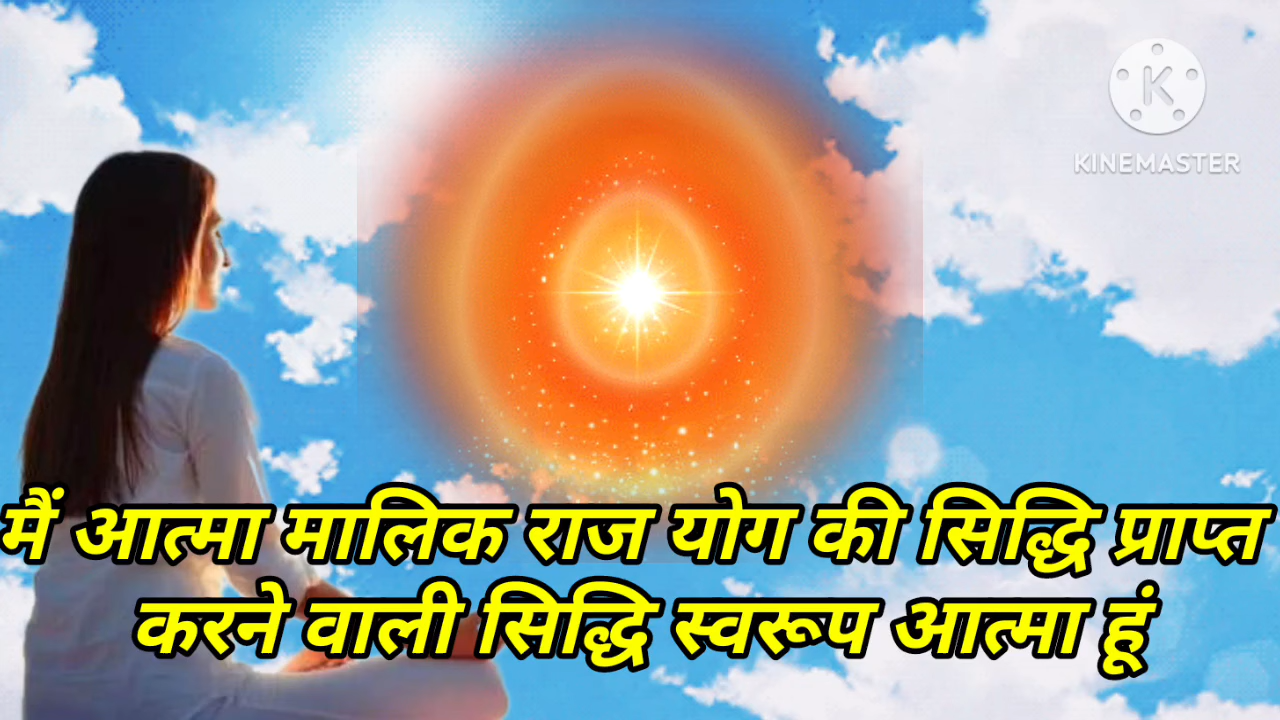 KINEMASTER
मैं आत्मा मालिक राज योग की सिद्धि प्राप्त
करने वाली सिद्धि स्वरूप आत्मा हूं